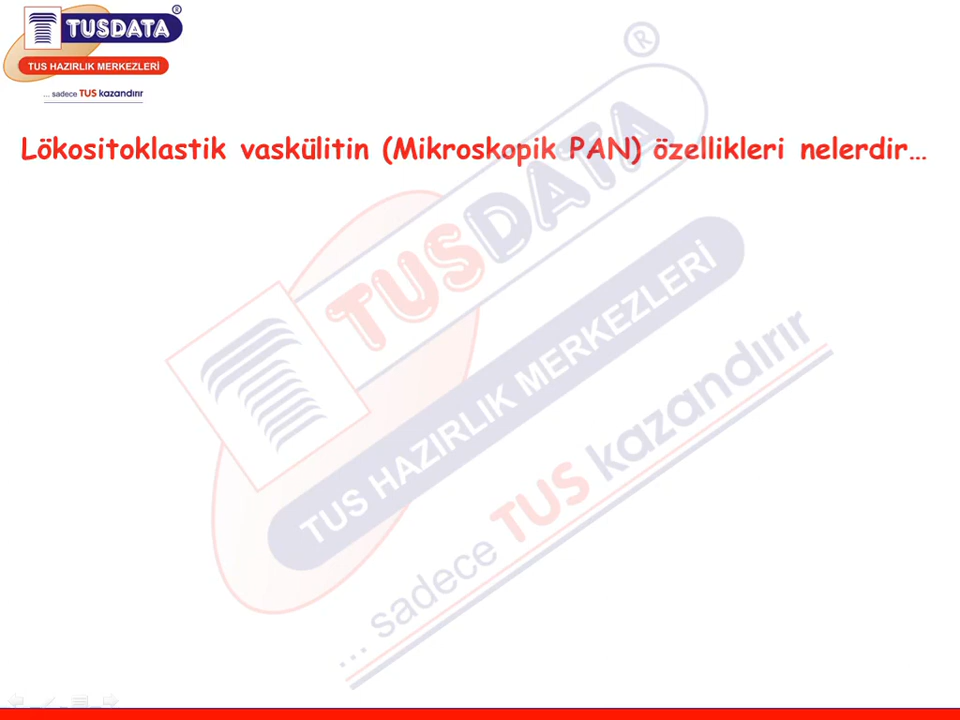 TUSDATA®
TUS HAZIRLIK MERKEZLERİ
... sadece TUS kazandırır
Lökositoklastik vaskülitin (Mikroskopik PAN) özellikleri nelerdir…
®
TUSDATA
TUS HAZIRLIK MERKEZLERİ
... sadece TUS kazandırır